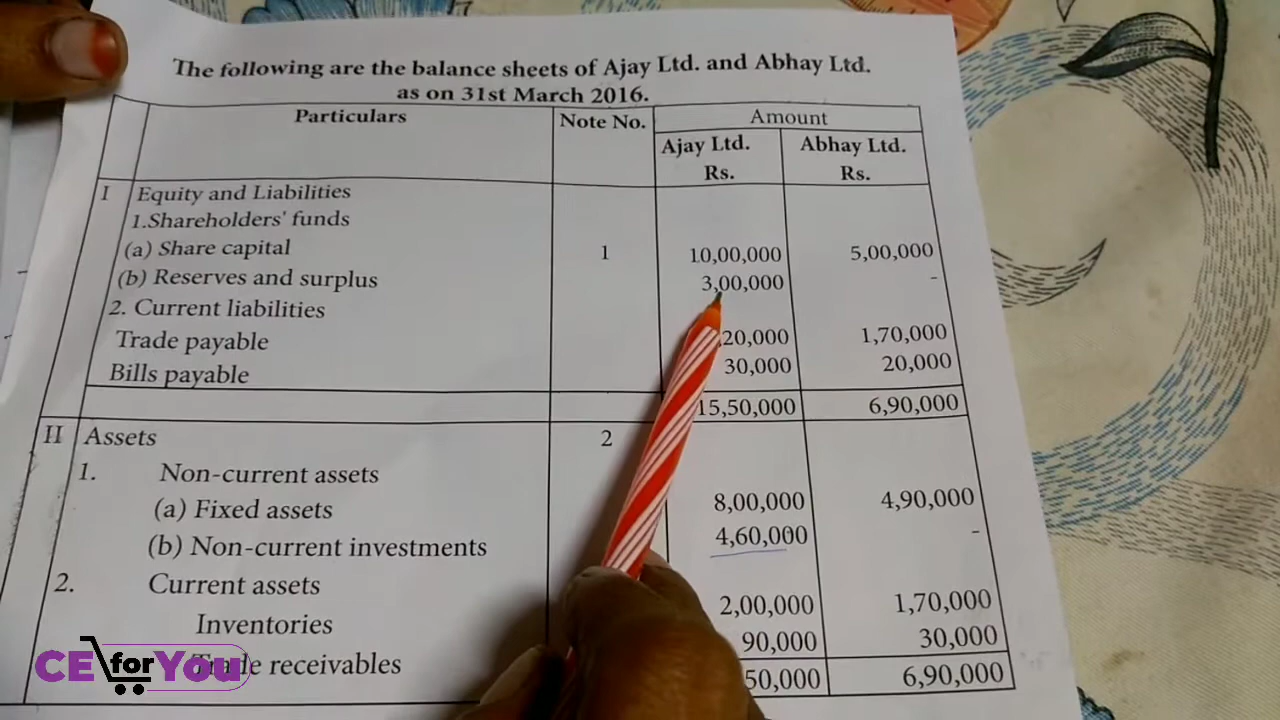 The following are the balance sheets of Ajay Ltd. and Abhay Ltd.
as on 31st March 2016.
Particulars Note No. Amount
Ajay Ltd. Abhay Ltd.
Rs. Rs.
I Equity and Liabilities
1.Shareholders' funds
(a) Share capital 1 10,00,000 5,00,000
(b) Reserves and surplus 3,00,000 -
2. Current liabilities
Trade payable 20,000 1,70,000
Bills payable 30,000 20,000
15,50,000 6,90,000
II Assets 2
1. Non-current assets
(a) Fixed assets 8,00,000 4,90,000
(b) Non-current investments 4,60,000 -
2. Current assets
Inventories 2,00,000 1,70,000
Trade receivables 90,000 30,000
50,000 6,90,000
CE for You